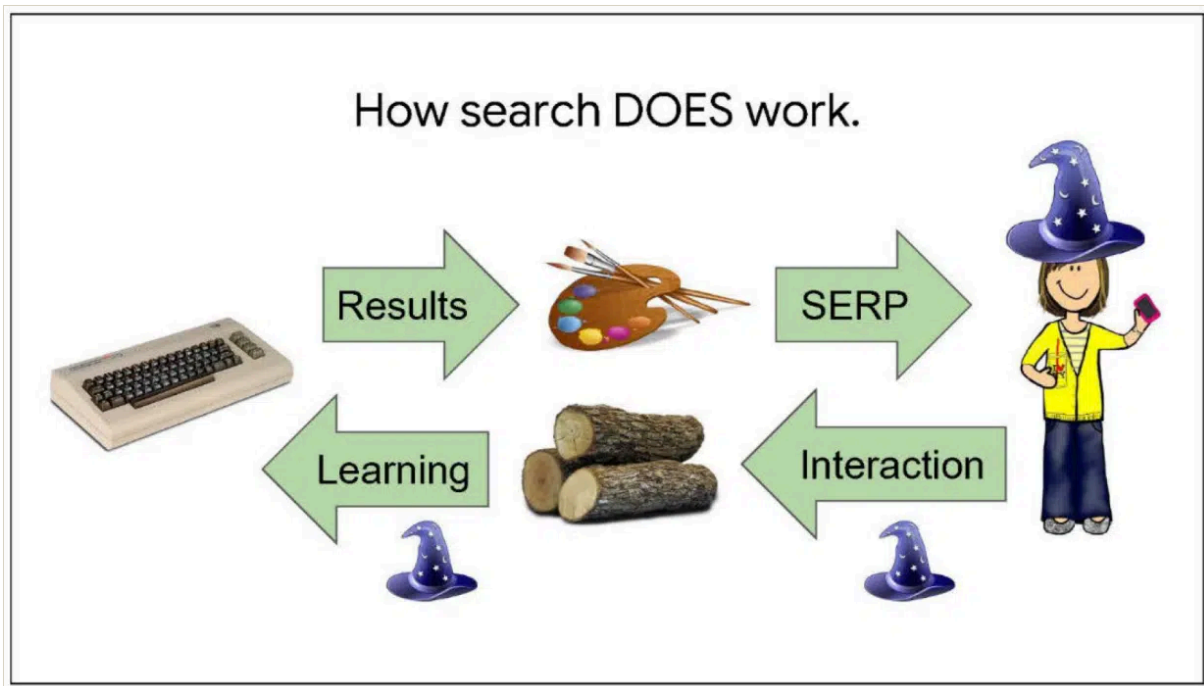 How search DOES work.
Results
SERP
Learning
Interaction